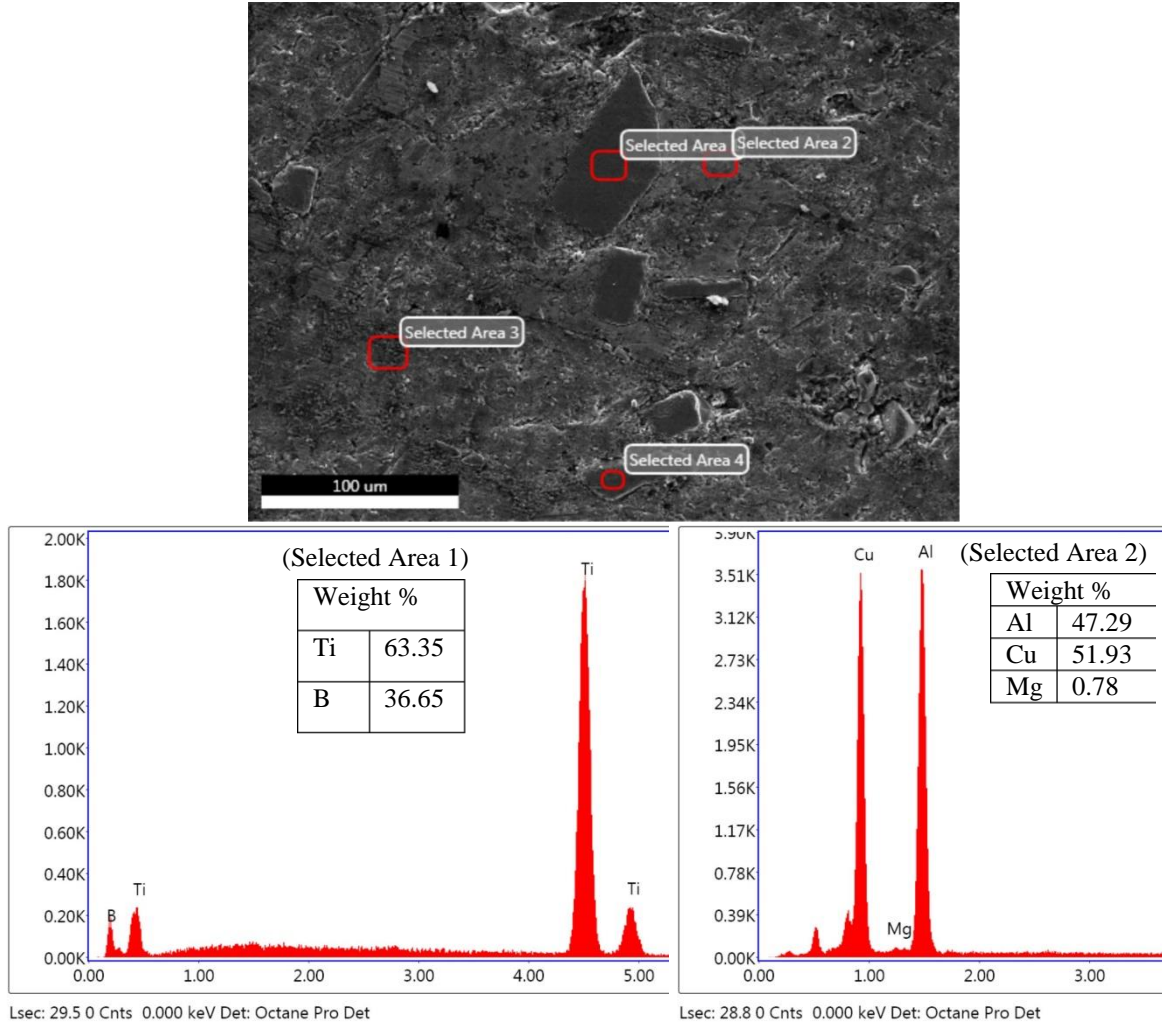 Selected Area
Selected Area 2
Selected Area 3
Selected Area 4
100 um
(Selected Area 1)
Weight %
Ti 63.35
B 36.65
2.00K
1.80K
1.60K
1.40K
1.20K
1.00K
0.80K
0.60K
0.40K
0.20K
0.00K
B
Ti
Ti
Ti
0.00 1.00 2.00 3.00 4.00 5.00
Lsec: 29.5 0 Cnts 0.000 keV Det: Octane Pro Det
(Selected Area 2)
Weight %
Al 47.29
Cu 51.93
Mg 0.78
3.90K
3.51K
3.12K
2.73K
2.34K
1.95K
1.56K
1.17K
0.78K
0.39K
0.00K
Cu
Mg
Al
0.00 1.00 2.00 3.00
Lsec: 28.8 0 Cnts 0.000 keV Det: Octane Pro Det